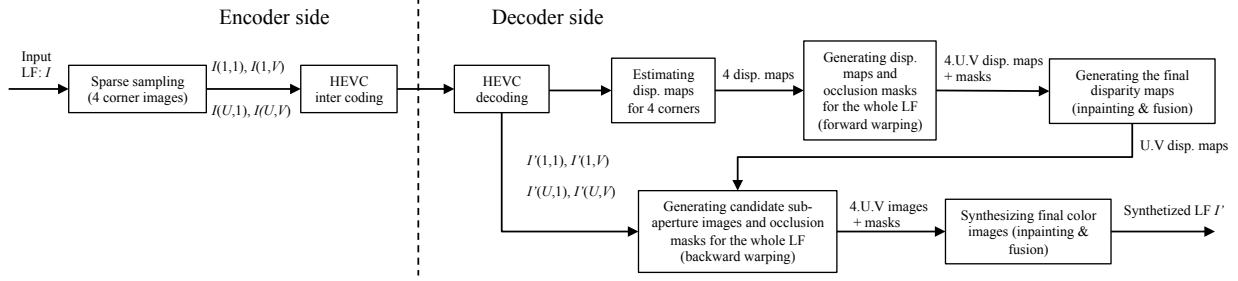 Encoder side
Decoder side
Input
LF: I
Sparse sampling
(4 corner images)
I(1,1), I(1,V)
I(U,1), I(U,V)
HEVC
inter coding
HEVC
decoding
Estimating
disp. maps
for 4 corners
4 disp. maps
Generating disp.
maps and
occlusion masks
for the whole LF
(forward warping)
4.U.V disp. maps
+ masks
Generating the final
disparity maps
(inpainting & fusion)
U.V disp. maps
I'(1,1), I'(1,V)
I'(U,1), I'(U,V)
Generating candidate sub-
aperture images and occlusion
masks for the whole LF
(backward warping)
4.U.V images
+ masks
Synthesizing final color
images (inpainting &
fusion)
Synthetized LF I'